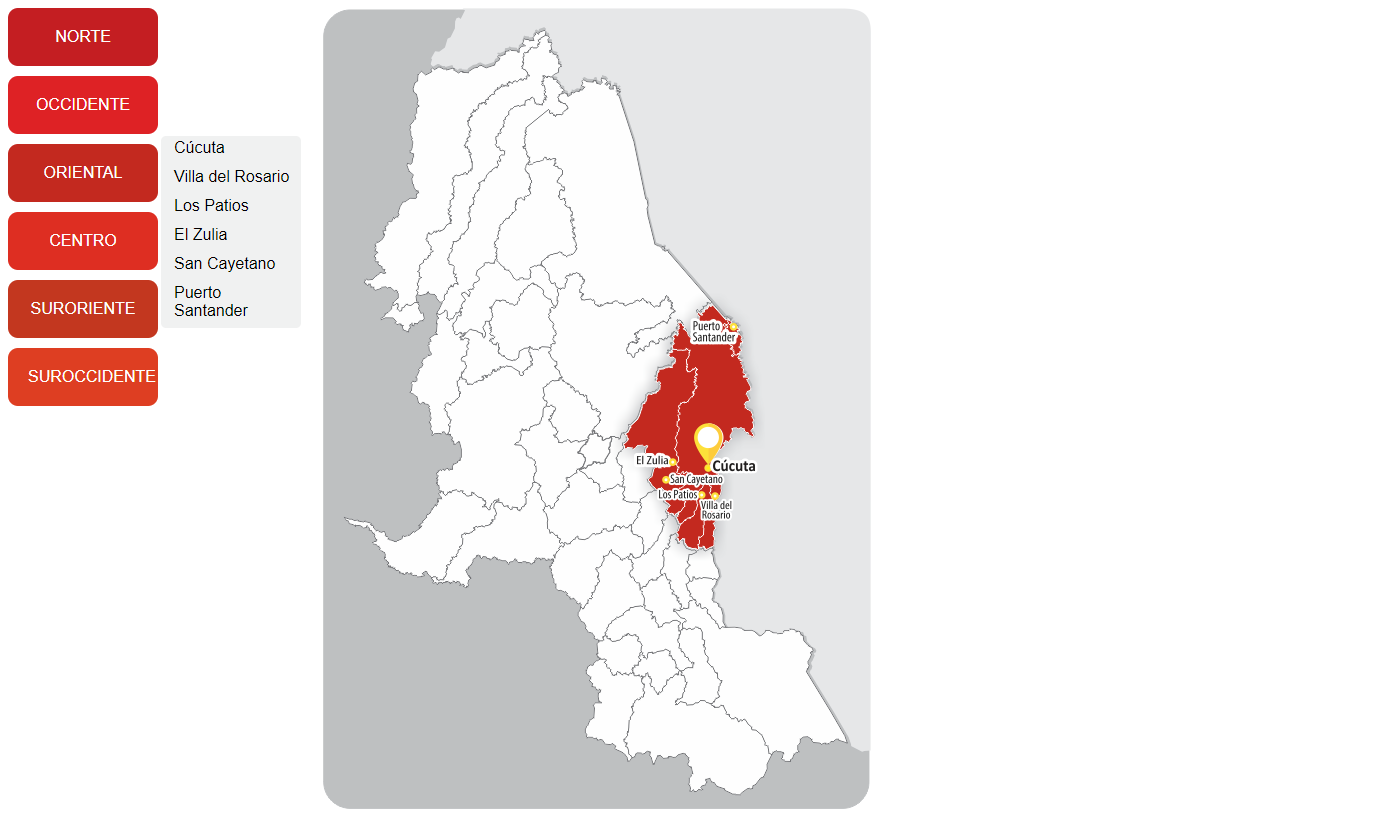 NORTE
OCCIDENTE
ORIENTAL
CENTRO
SURORIENTE
SUROCCIDENTE
Cúcuta
Villa del Rosario
Los Patios
El Zulia
San Cayetano
Puerto
Santander
Puerto
Santander
El Zulia
Cúcuta
San Cayetano
Los Patios
Villa del
Rosario